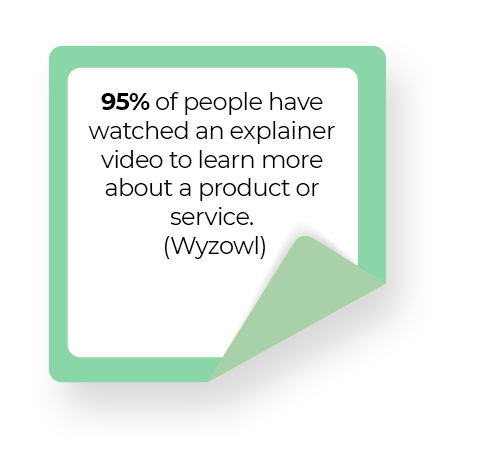 95% of people have
watched an explainer
video to learn more
about a product or
service.
(Wyzowl)